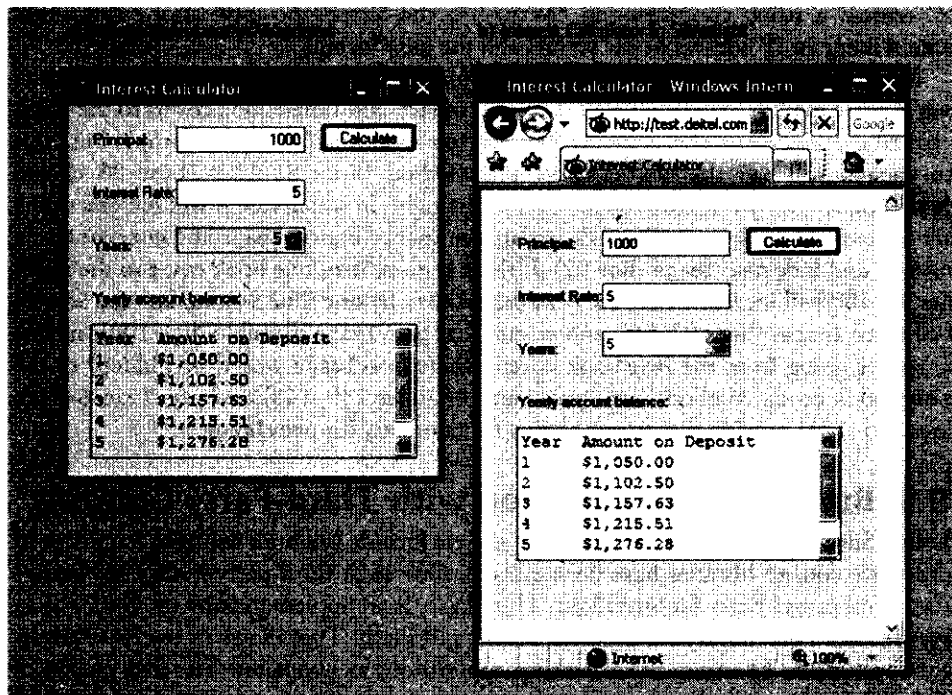 Interest Calculator
Principal: 1000 Calculate
Interest Rate: 5
Years: 5
Yearly account balance:
Year Amount on Deposit
1 $1,050.00
2 $1,102.50
3 $1,157.63
4 $1,215.51
5 $1,276.28
Interest Calculator - Windows Intern
http://test.deitel.com Google
Interest Calculator
Principal: 1000 Calculate
Interest Rate: 5
Years: 5
Yearly account balance:
Year Amount on Deposit
1 $1,050.00
2 $1,102.50
3 $1,157.63
4 $1,215.51
5 $1,276.28
Internet 100%